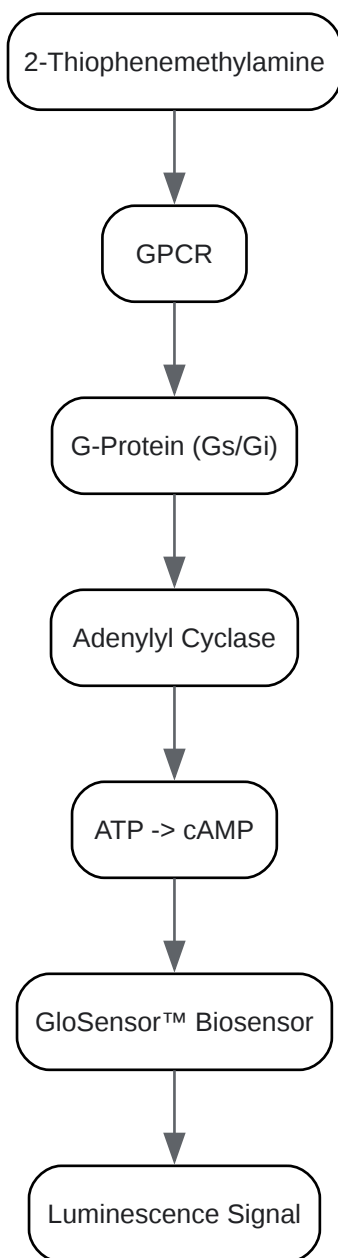 2-Thiophenemethylamine
GPCR
G-Protein (Gs/Gi)
Adenylyl Cyclase
ATP -> cAMP
GloSensor™ Biosensor
Luminescence Signal